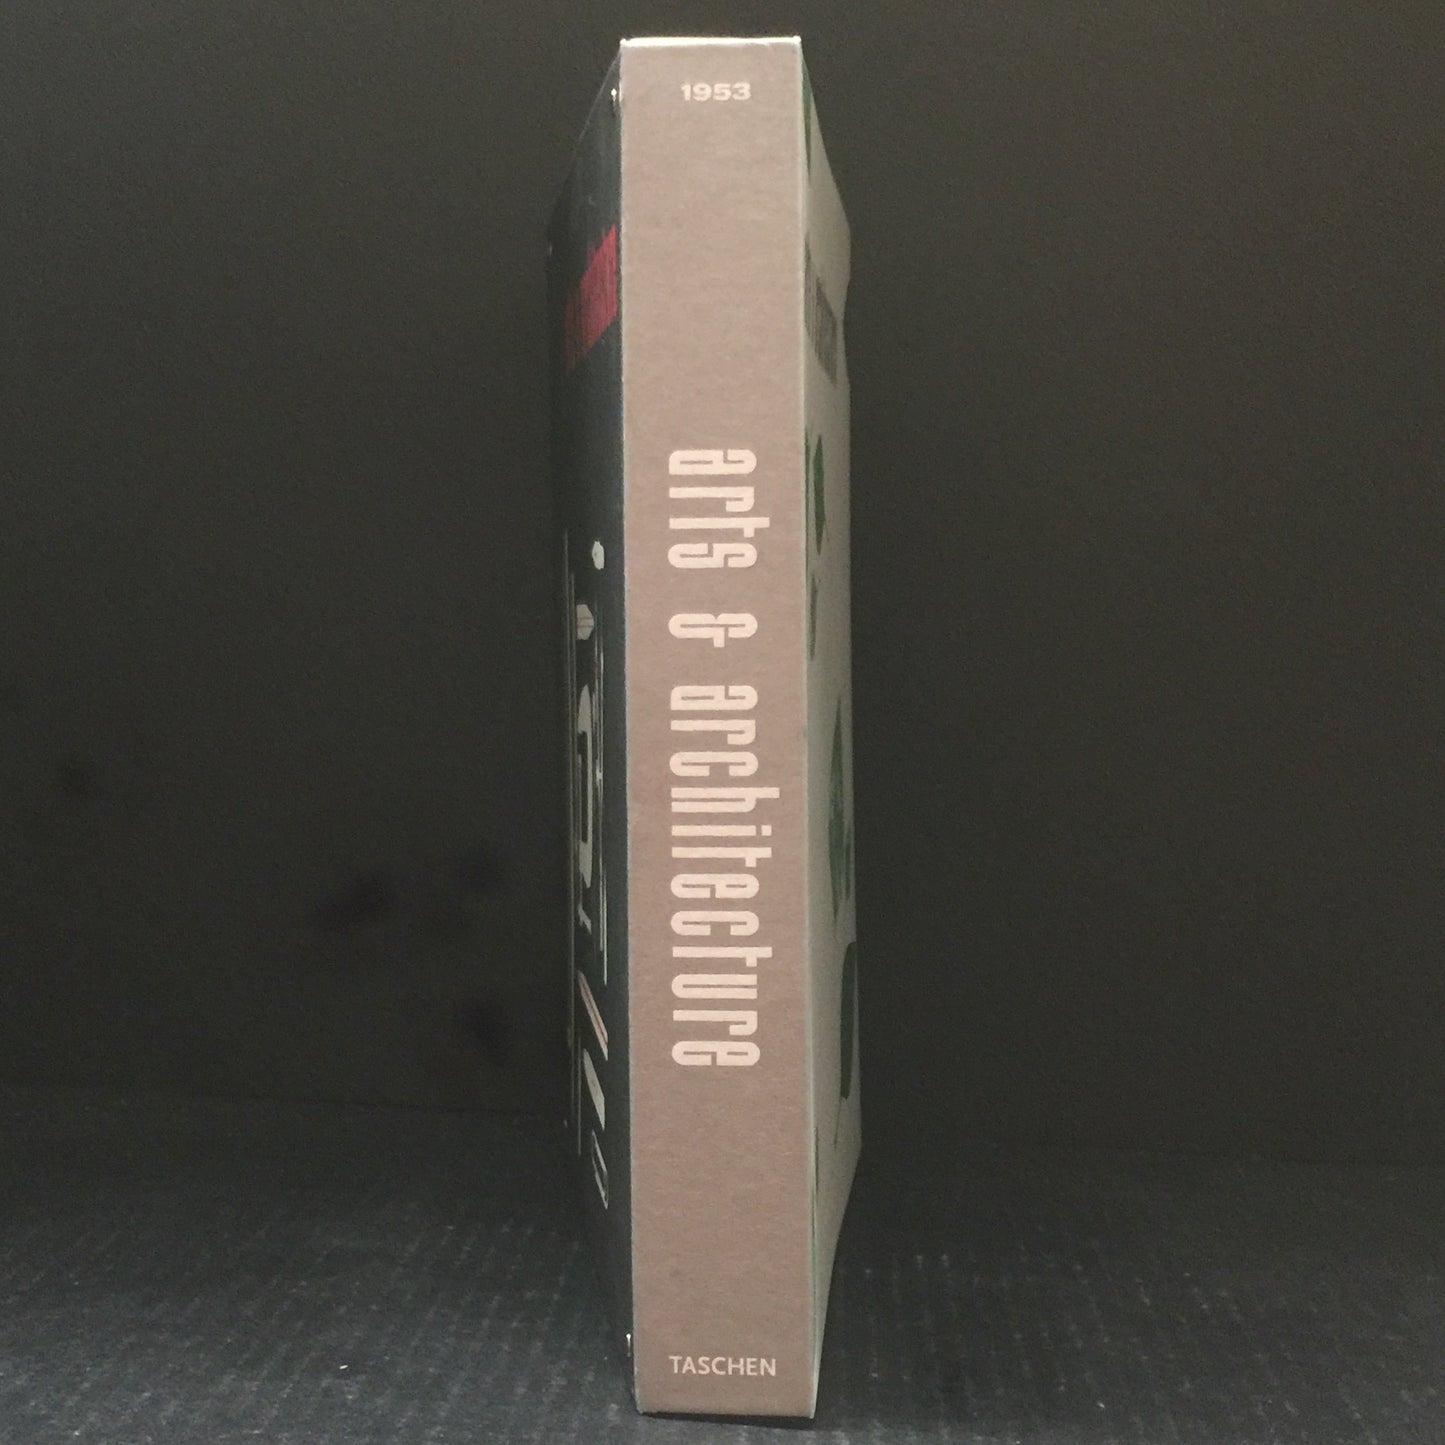 1953
arts & architecture
TASCHEN